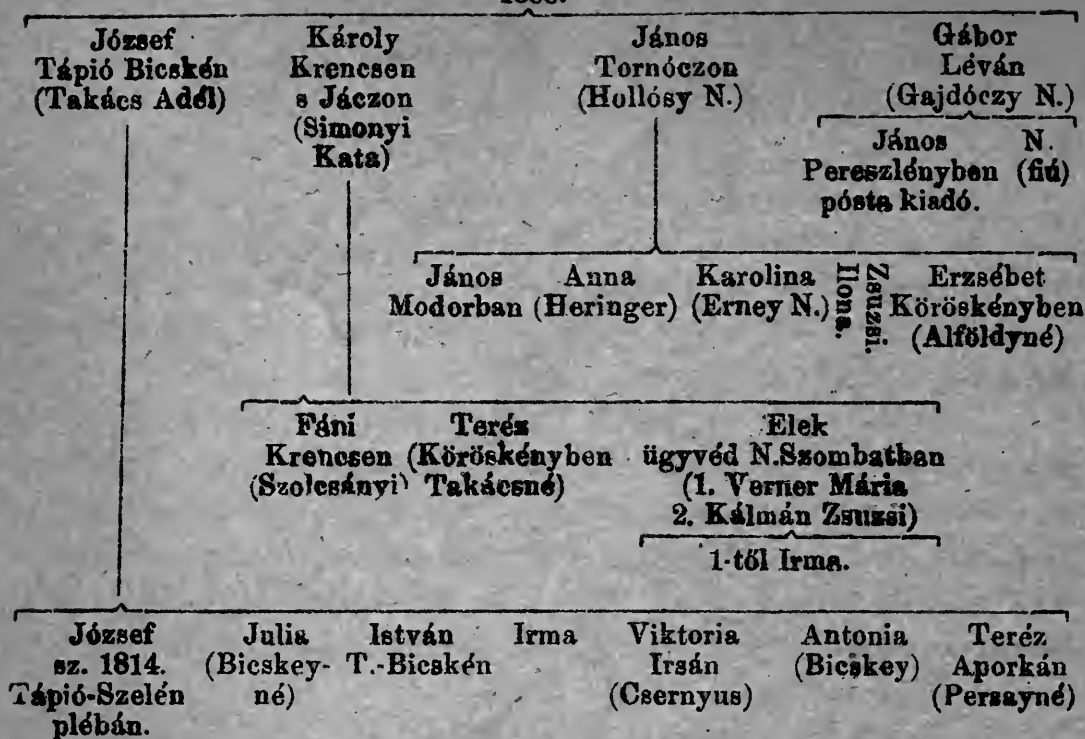 József
Tápió Bicskén
(Takács Adél)
Károly
Krencsen
s Jáczon
(Simonyi
Kata)
János
Tornóczon
(Hollósy N.)
Gábor
Léván
(Gajdóczy N.)
János N.
Pereszlényben (fiú)
pósta kiadó.
János
Modorban
Anna
(Heringer)
Karolina
(Erney N.)
Ilona.
Zsuzsi.
Erzsébet
Köröskényben
(Alföldyné)
Fáni
Krencsen
(Szolcsányi)
Teréz
(Köröskényben
Takácsné)
Elek
ügyvéd N.Szombatban
(1. Verner Mária
2. Kálmán Zsuzsi)
1-től Irma.
József
sz. 1814.
Tápió-Szelén
plébán.
Julia
(Bicskey-
né)
István
T.-Bicskén
Irma
Viktoria
Irsán
(Csernyus)
Antonia
(Bicskey)
Teréz
Aporkán
(Persayné)